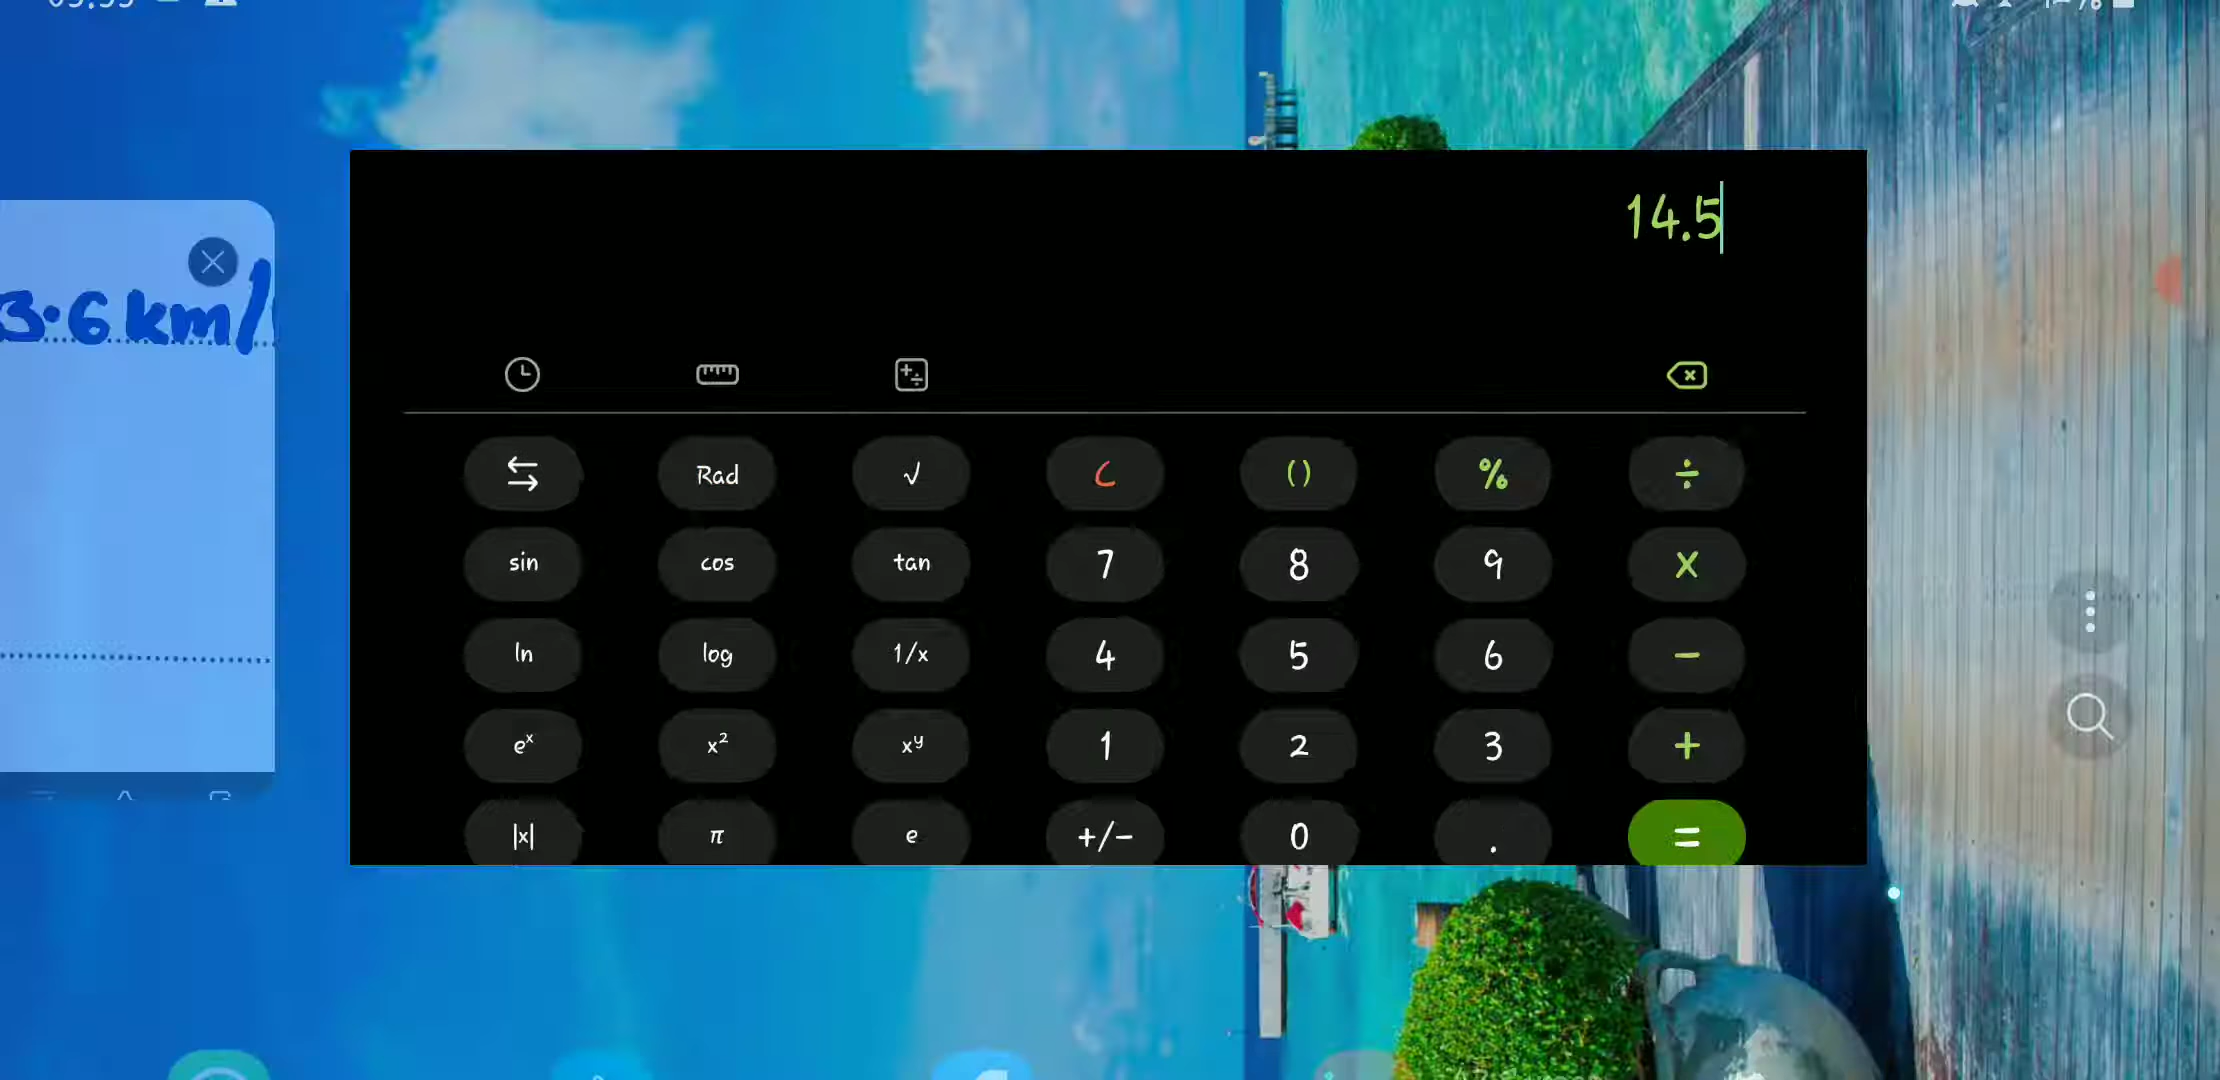 14.5
3.6 km/
Rad √ C () % ÷
sin cos tan 7 8 9 ×
ln log 1/x 4 5 6 −
eˣ x² xʸ 1 2 3 +
|x| π e +/− 0 . =